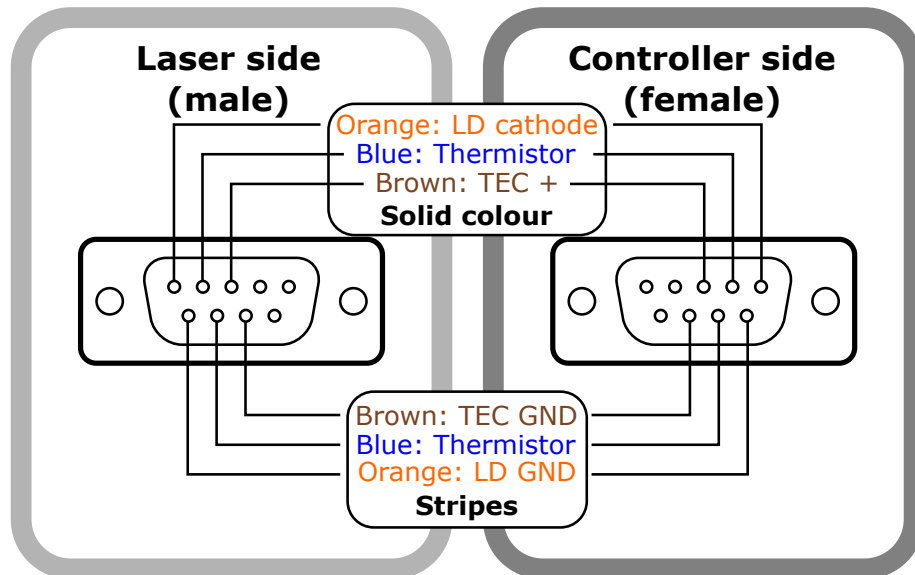 Laser side
(male)
Controller side
(female)
Orange: LD cathode
Blue: Thermistor
Brown: TEC +
Solid colour
Brown: TEC GND
Blue: Thermistor
Orange: LD GND
Stripes